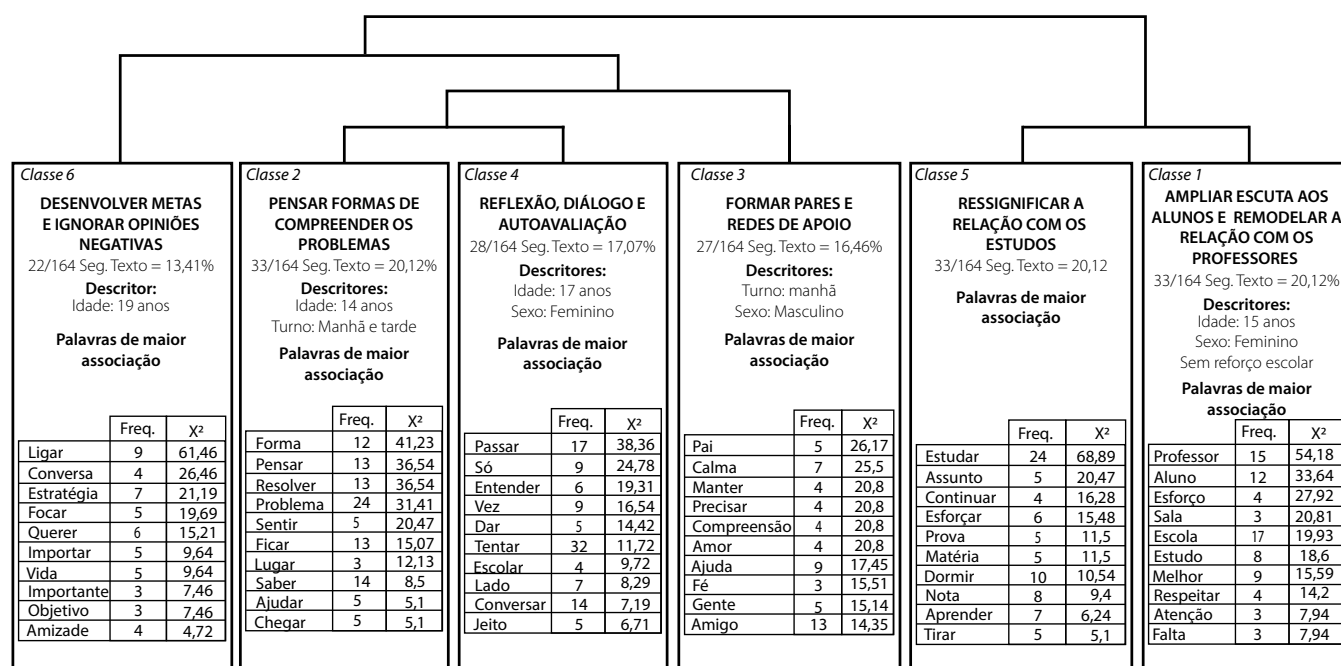 Classe 6
DESENVOLVER METAS
E IGNORAR OPINIÕES
NEGATIVAS
22/164 Seg. Texto = 13,41%
Descritor:
Idade: 19 anos
Palavras de maior
associação
Freq. X²
Ligar 9 61,46
Conversa 4 26,46
Estratégia 7 21,19
Focar 5 19,69
Querer 6 15,21
Importar 5 9,64
Vida 5 9,64
Importante 3 7,46
Objetivo 3 7,46
Amizade 4 4,72
Classe 2
PENSAR FORMAS DE
COMPREENDER OS
PROBLEMAS
33/164 Seg. Texto = 20,12%
Descritores:
Idade: 14 anos
Turno: Manhã e tarde
Palavras de maior
associação
Freq. X²
Forma 12 41,23
Pensar 13 36,54
Resolver 13 36,54
Problema 24 31,41
Sentir 5 20,47
Ficar 13 15,07
Lugar 3 12,13
Saber 14 8,5
Ajudar 5 5,1
Chegar 5 5,1
Classe 4
REFLEXÃO, DIÁLOGO E
AUTOAVALIAÇÃO
28/164 Seg. Texto = 17,07%
Descritores:
Idade: 17 anos
Sexo: Feminino
Palavras de maior
associação
Freq. X²
Passar 17 38,36
Só 9 24,78
Entender 6 19,31
Vez 9 16,54
Dar 5 14,42
Tentar 32 11,72
Escolar 4 9,72
Lado 7 8,29
Conversar 14 7,19
Jeito 5 6,71
Classe 3
FORMAR PARES E
REDES DE APOIO
27/164 Seg. Texto = 16,46%
Descritores:
Turno: manhã
Sexo: Masculino
Palavras de maior
associação
Freq. X²
Pai 5 26,17
Calma 7 25,5
Manter 4 20,8
Precisar 4 20,8
Compreensão 4 20,8
Amor 4 20,8
Ajuda 9 17,45
Fé 3 15,51
Gente 5 15,14
Amigo 13 14,35
Classe 5
RESSIGNIFICAR A
RELAÇÃO COM OS
ESTUDOS
33/164 Seg. Texto = 20,12
Palavras de maior
associação
Freq. X²
Estudar 24 68,89
Assunto 5 20,47
Continuar 4 16,28
Esforçar 6 15,48
Prova 5 11,5
Matéria 5 11,5
Dormir 10 10,54
Nota 8 9,4
Aprender 7 6,24
Tirar 5 5,1
Classe 1
AMPLIAR ESCUTA AOS
ALUNOS E REMODELAR A
RELAÇÃO COM OS
PROFESSORES
33/164 Seg. Texto = 20,12%
Descritores:
Idade: 15 anos
Sexo: Feminino
Sem reforço escolar
Palavras de maior
associação
Freq. X²
Professor 15 54,18
Aluno 12 33,64
Esforço 4 27,92
Sala 3 20,81
Escola 17 19,93
Estudo 8 18,6
Melhor 9 15,59
Respeitar 4 14,2
Atenção 3 7,94
Falta 3 7,94